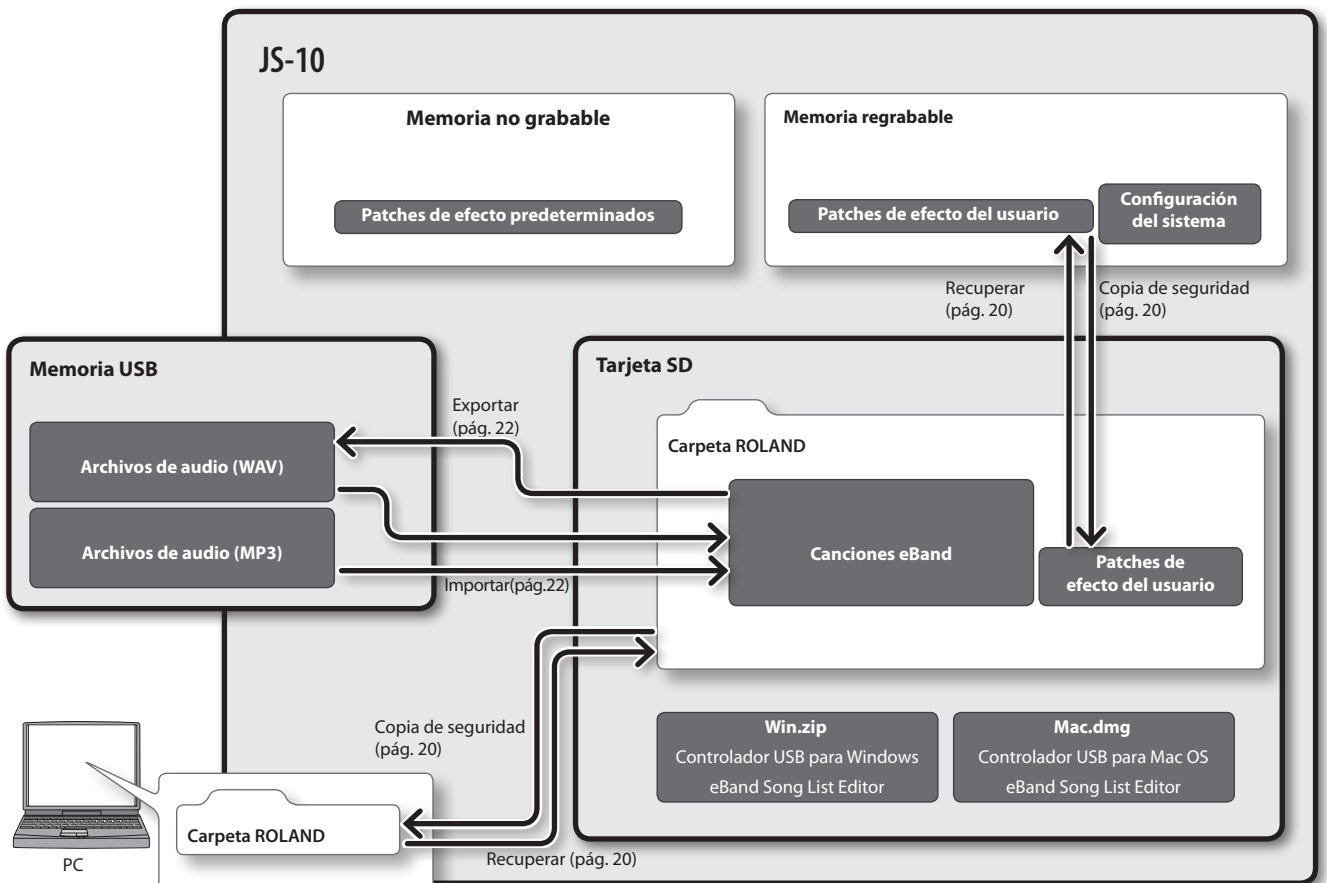 JS-10
Memoria no grabable
Patches de efecto predeterminados
Memoria regrabable
Patches de efecto del usuario
Configuración
del sistema
Recuperar
(pág. 20)
Copia de seguridad
(pág. 20)
Memoria USB
Archivos de audio (WAV)
Archivos de audio (MP3)
Exportar
(pág. 22)
Importar(pág.22)
Tarjeta SD
Carpeta ROLAND
Canciones eBand
Patches de
efecto del usuario
Win.zip
Controlador USB para Windows
eBand Song List Editor
Mac.dmg
Controlador USB para Mac OS
eBand Song List Editor
Copia de seguridad
(pág. 20)
Carpeta ROLAND
Recuperar (pág. 20)
PC